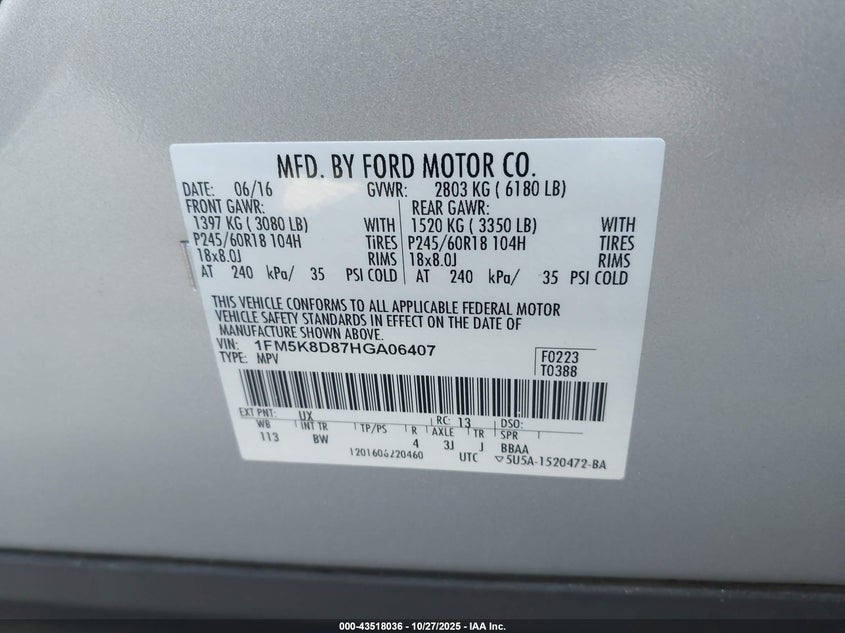 MFD. BY FORD MOTOR CO.
DATE: 06/16 GVWR: 2803 KG ( 6180 LB)
FRONT GAWR: REAR GAWR:
1397 KG ( 3080 LB) WITH 1520 KG ( 3350 LB) WITH
P245/60R18 104H TIRES P245/60R18 104H TIRES
18x8.0J RIMS 18x8.0J RIMS
AT 240 kPa/ 35 PSI COLD AT 240 kPa/ 35 PSI COLD
THIS VEHICLE CONFORMS TO ALL APPLICABLE FEDERAL MOTOR
VEHICLE SAFETY STANDARDS IN EFFECT ON THE DATE OF
MANUFACTURE SHOWN ABOVE.
VIN: 1FM5K8D87HGA06407 F0223
TYPE: MPV T0388
EXT PNT: UX RC: 13 DSO:
WB INT TR TP/PS R AXLE TR SPR
113 BW 4 3J J BBAA
1201606220460 UTC ▽5U5A-1520472-BA
000-43518036 - 10/27/2025 - IAA Inc.